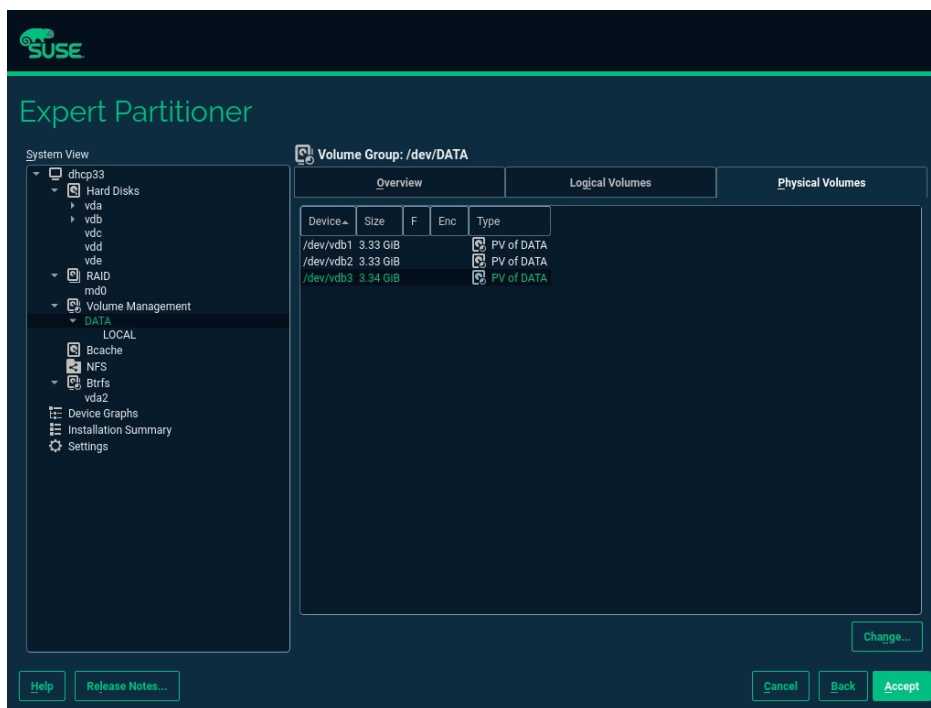 SUSE
Expert Partitioner
System View
dhcp33
Hard Disks
vda
vdb
vdc
vdd
vde
RAID
md0
Volume Management
DATA
LOCAL
Bcache
NFS
Btrfs
vda2
Device Graphs
Installation Summary
Settings
Volume Group: /dev/DATA
Overview Logical Volumes Physical Volumes
Device Size F Enc Type
/dev/vdb1 3.33 GiB PV of DATA
/dev/vdb2 3.33 GiB PV of DATA
/dev/vdb3 3.34 GiB PV of DATA
Change...
Help Release Notes... Cancel Back Accept